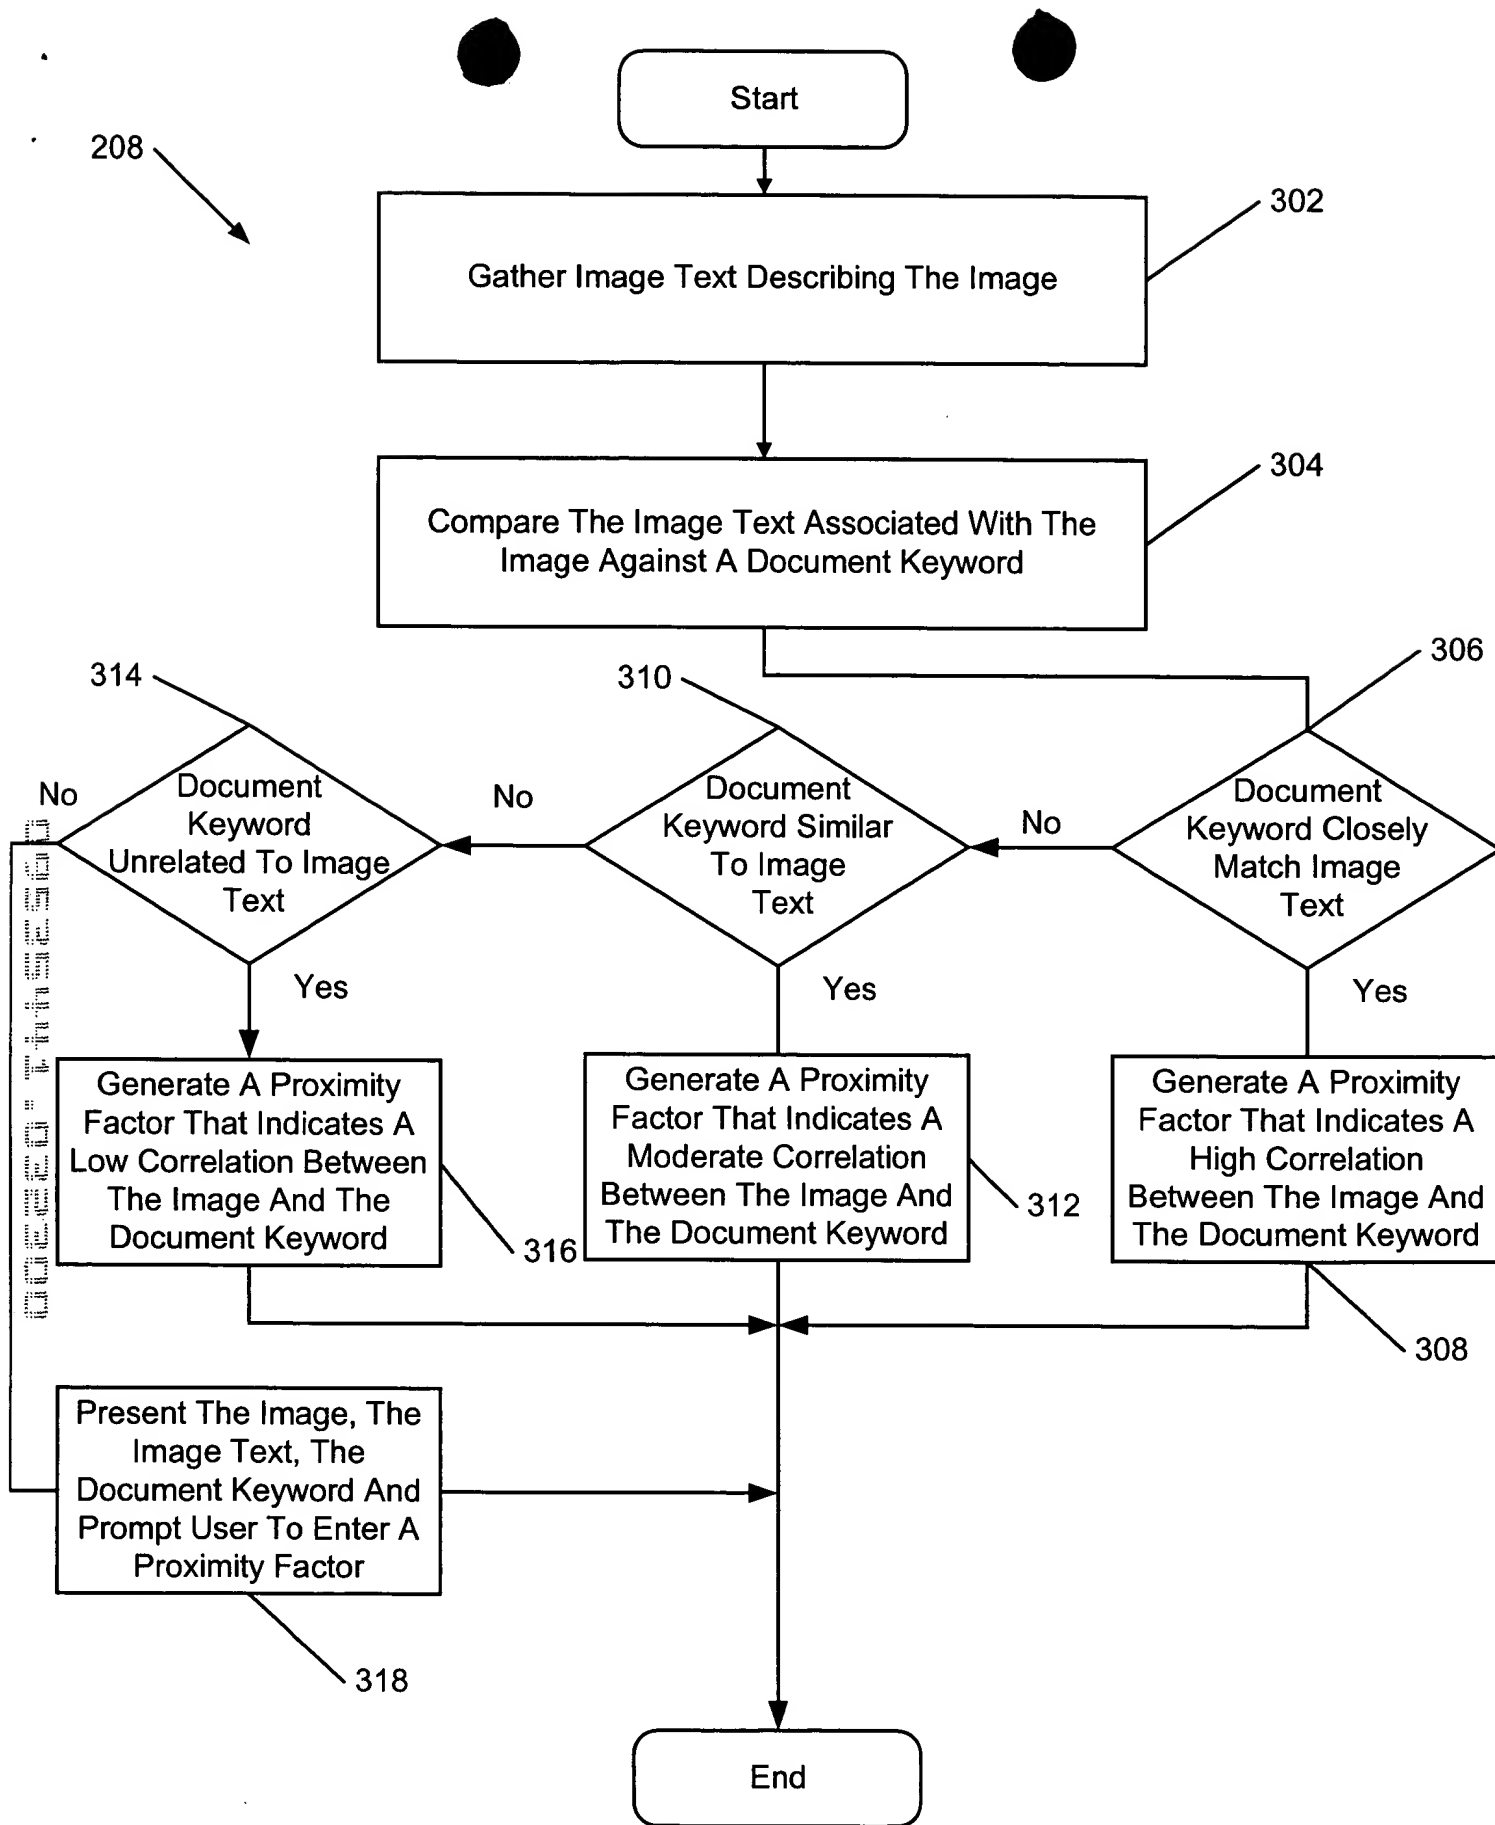 Start
208
302
Gather Image Text Describing The Image
304
Compare The Image Text Associated With The
Image Against A Document Keyword
314
310
306
No
Document
Keyword
Unrelated To Image
Text
No
Document
Keyword Similar
To Image
Text
No
Document
Keyword Closely
Match Image
Text
Yes
Yes
Yes
Generate A Proximity
Factor That Indicates A
Low Correlation Between
The Image And The
Document Keyword
316
Generate A Proximity
Factor That Indicates A
Moderate Correlation
Between The Image And
The Document Keyword
312
Generate A Proximity
Factor That Indicates A
High Correlation
Between The Image And
The Document Keyword
308
Present The Image, The
Image Text, The
Document Keyword And
Prompt User To Enter A
Proximity Factor
318
End